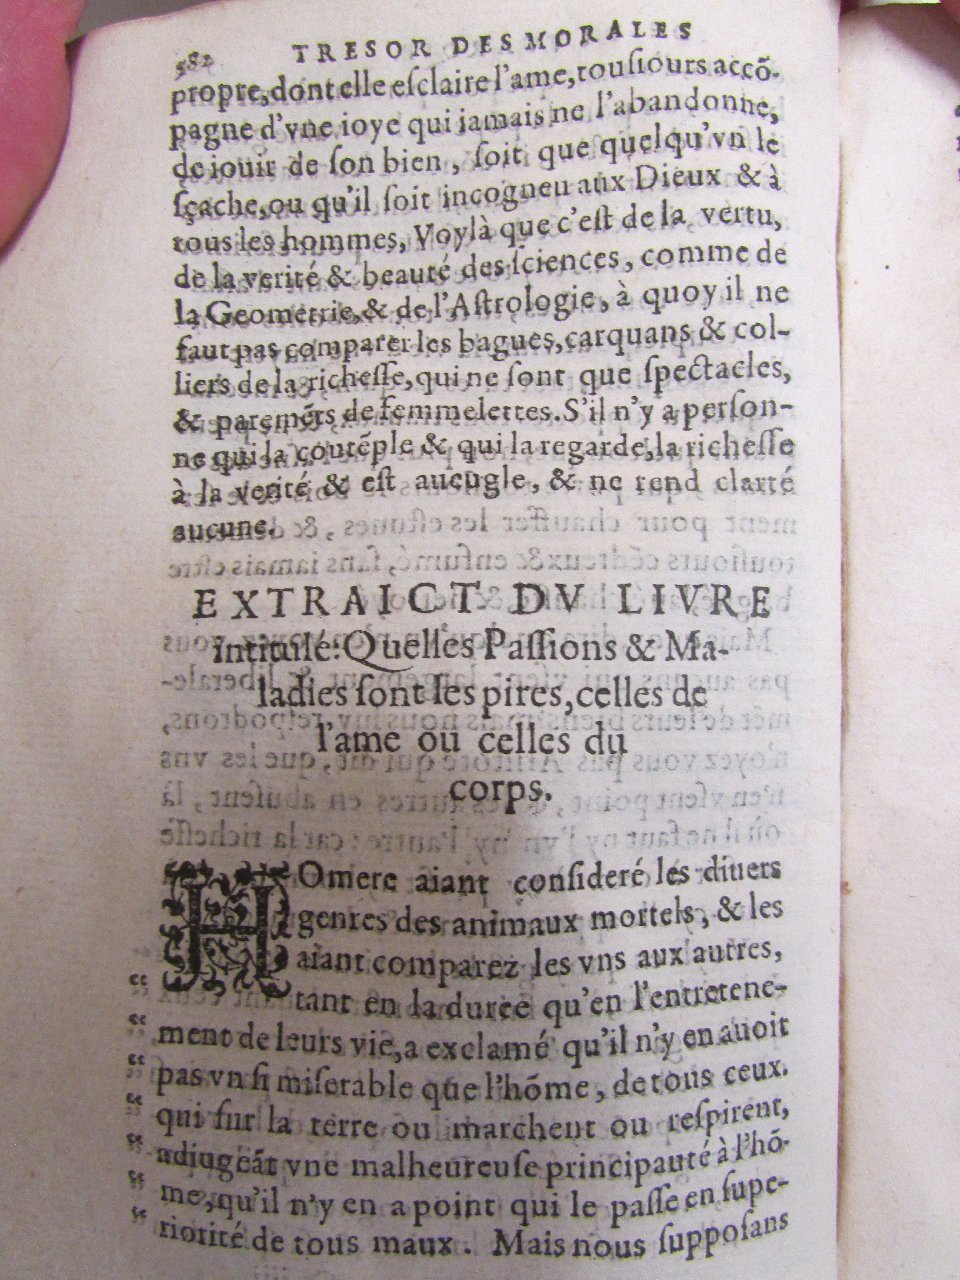 582 TRESOR DES MORALES
propre, dont elle esclaire l'ame, tousiours accõ-
pagne d'vne ioye qui jamais ne l'abandonne,
de iouir de son bien, soit que quelqu'vn le
sçache, ou qu'il soit incogneu aux Dieux & à
tous les hommes, Voylà que c'est de la vertu,
de la verité & beauté des sciences, comme de
la Geometrie, & de l'Astrologie, à quoy il ne
faut pas comparer les bagues, carquans & col-
liers de la richesse, qui ne sont que spectacles,
& paremẽts de femmelettes. S'il n'y a person-
ne qui la coutẽple & qui la regarde, la richesse
à la verité & est aueugle, & ne rend clarté
aucune.
EXTRAICT DV LIVRE
intitulé: Quelles Passions & Ma-
ladies sont les pires, celles de
l'ame ou celles du
corps.
HOmere aiant consideré les diuers
genres des animaux mortels, & les
aiant comparez les vns aux autres,
“ tant en la duree qu'en l'entretene-
“ ment de leurs vie, a exclamé qu'il n'y en auoit
“ pas vn si miserable que l'hõme, de tous ceux.
“ qui sur la terre ou marchent ou respirent,
“ adiugeãt vne malheureuse principauté à l'hõ-
“ me, qu'il n'y en a point qui le passe en supe-
“ riorité de tous maux. Mais nous supposans